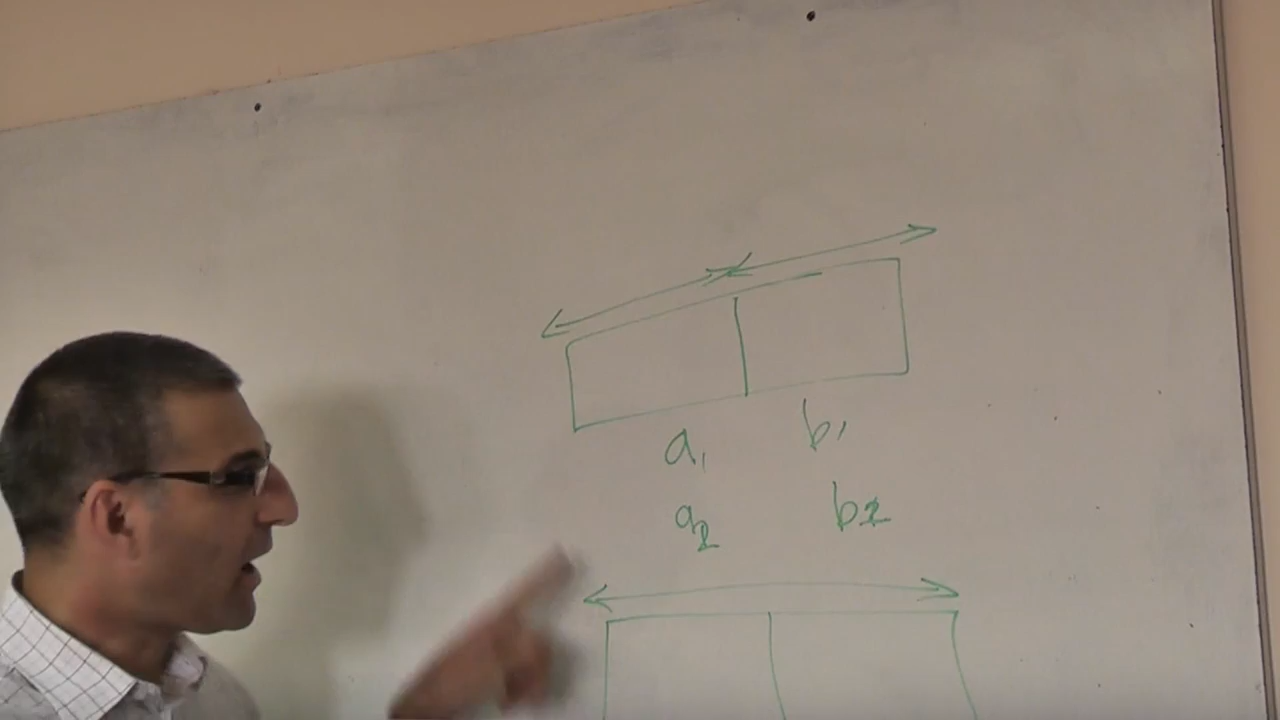 a₁ b₁
a₂ b₂